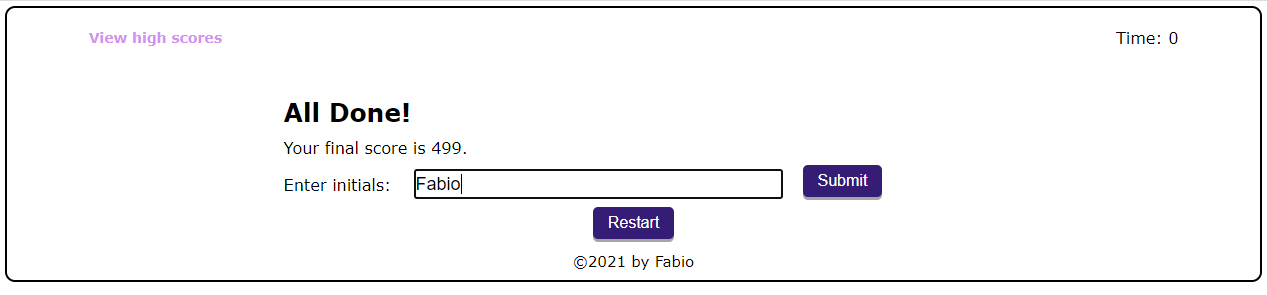 View high scores
Time: 0
All Done!
Your final score is 499.
Enter initials: Fabio Submit
Restart
©2021 by Fabio